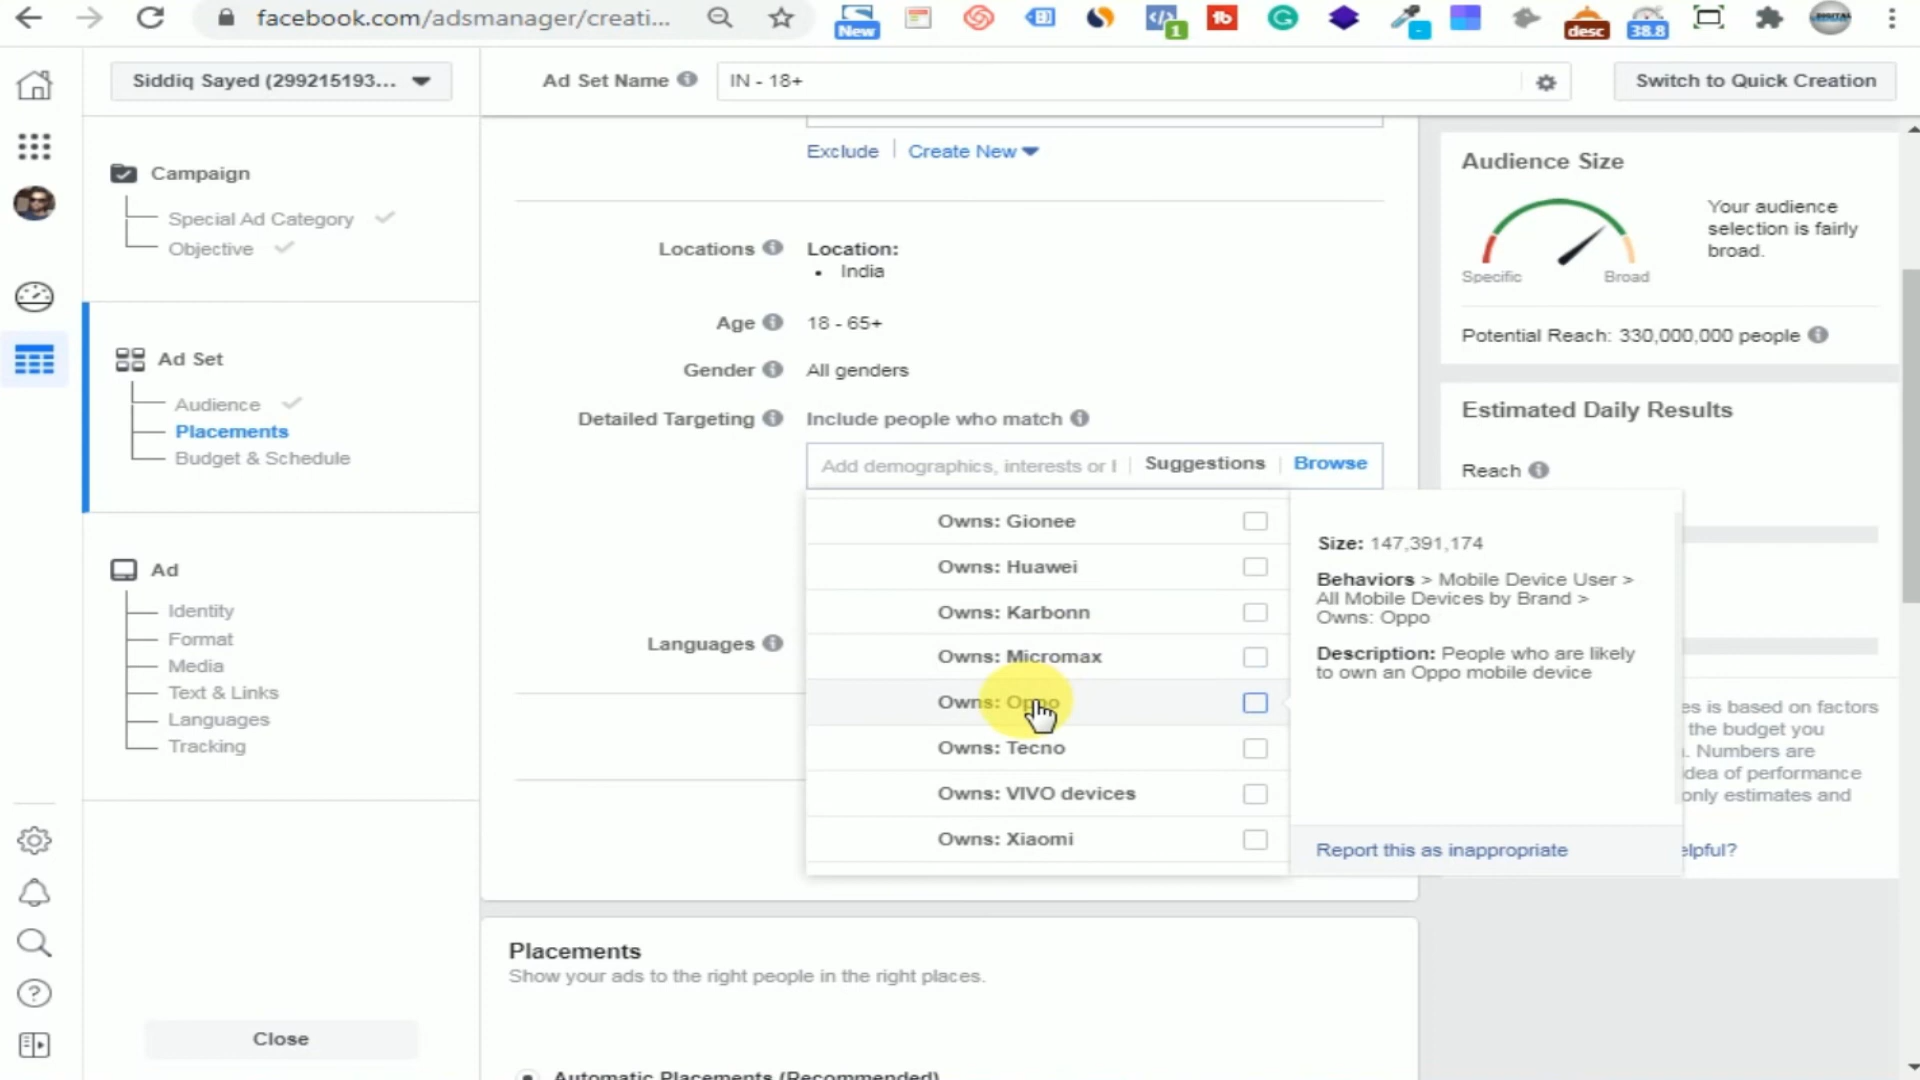 facebook.com/adsmanager/creati...
New
1
desc
38.8
Siddiq Sayed (299215193...
Ad Set Name
IN - 18+
Switch to Quick Creation
Campaign
Special Ad Category
Objective
Ad Set
Audience
Placements
Budget & Schedule
Ad
Identity
Format
Media
Text & Links
Languages
Tracking
Close
Exclude
Create New
Locations
Location:
India
Age
18 - 65+
Gender
All genders
Detailed Targeting
Include people who match
Add demographics, interests or
Suggestions
Browse
Owns: Gionee
Owns: Huawei
Owns: Karbonn
Owns: Micromax
Owns: Oppo
Owns: Tecno
Owns: VIVO devices
Owns: Xiaomi
Size: 147,391,174
Behaviors > Mobile Device User >
All Mobile Devices by Brand >
Owns: Oppo
Description: People who are likely
to own an Oppo mobile device
Report this as inappropriate
Languages
Placements
Show your ads to the right people in the right places.
Automatic Placements (Recommended)
Audience Size
Your audience
selection is fairly
broad.
Specific
Broad
Potential Reach: 330,000,000 people
Estimated Daily Results
Reach
is based on factors
the budget you
Numbers are
of performance
only estimates and